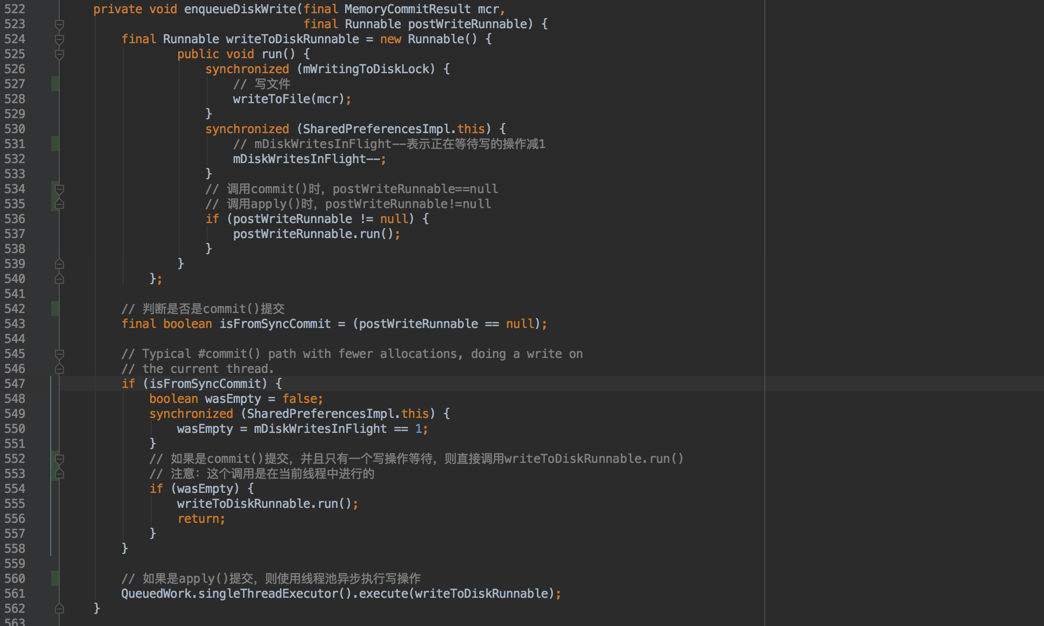 522 private void enqueueDiskWrite(final MemoryCommitResult mcr,
523 final Runnable postWriteRunnable) {
524 final Runnable writeToDiskRunnable = new Runnable() {
525 public void run() {
526 synchronized (mWritingToDiskLock) {
527 // 写文件
528 writeToFile(mcr);
529 }
530 synchronized (SharedPreferencesImpl.this) {
531 // mDiskWritesInFlight--表示正在等待写的操作减1
532 mDiskWritesInFlight--;
533 }
534 // 调用commit()时，postWriteRunnable==null
535 // 调用apply()时，postWriteRunnable!=null
536 if (postWriteRunnable != null) {
537 postWriteRunnable.run();
538 }
539 }
540 };
541
542 // 判断是否是commit()提交
543 final boolean isFromSyncCommit = (postWriteRunnable == null);
544
545 // Typical #commit() path with fewer allocations, doing a write on
546 // the current thread.
547 if (isFromSyncCommit) {
548 boolean wasEmpty = false;
549 synchronized (SharedPreferencesImpl.this) {
550 wasEmpty = mDiskWritesInFlight == 1;
551 }
552 // 如果是commit()提交，并且只有一个写操作等待，则直接调用writeToDiskRunnable.run()
553 // 注意：这个调用是在当前线程中进行的
554 if (wasEmpty) {
555 writeToDiskRunnable.run();
556 return;
557 }
558 }
559
560 // 如果是apply()提交，则使用线程池异步执行写操作
561 QueuedWork.singleThreadExecutor().execute(writeToDiskRunnable);
562 }
563